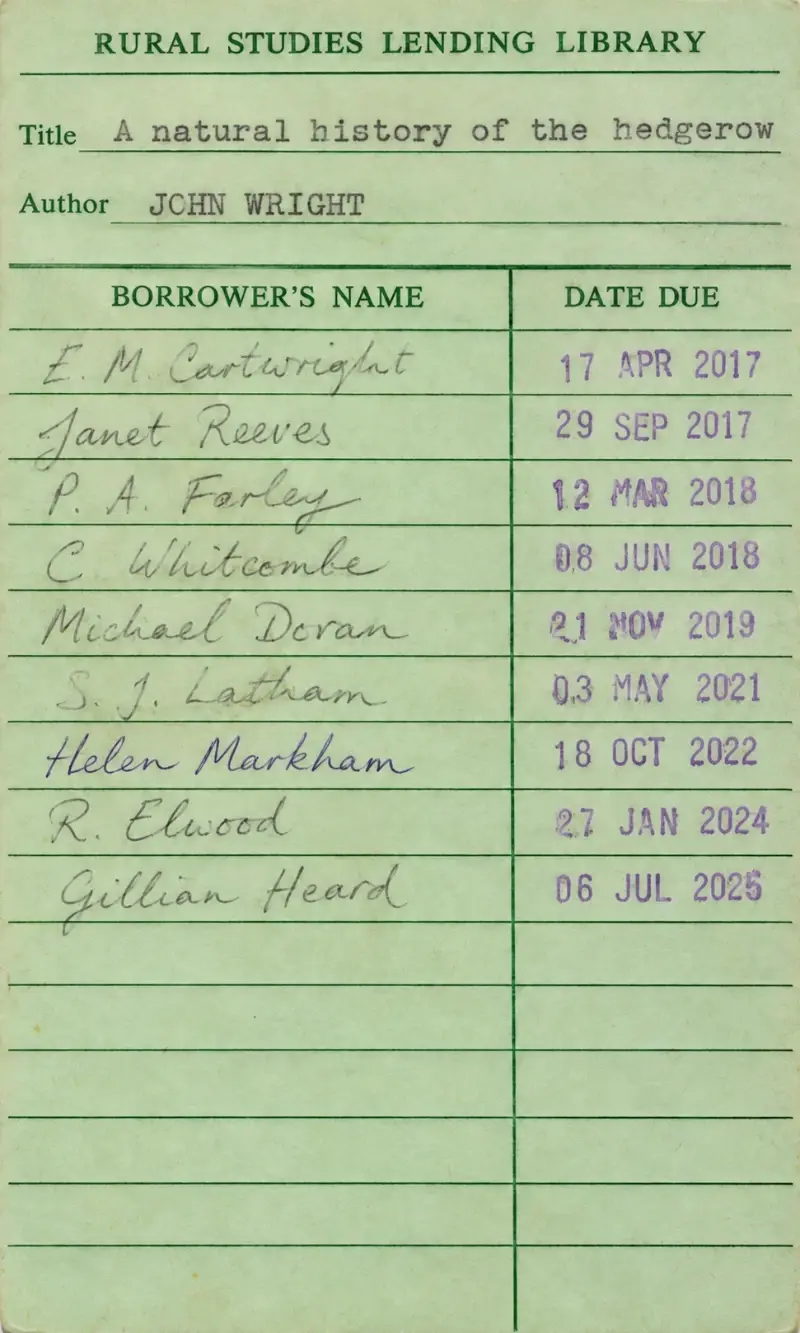 RURAL STUDIES LENDING LIBRARY
Title A natural history of the hedgerow
Author JOHN WRIGHT
BORROWER'S NAME DATE DUE
E. M. Cartwright 17 APR 2017
Janet Reeves 29 SEP 2017
P. A. Farley 12 MAR 2018
C Whitcombe 08 JUN 2018
Michael Doran 21 NOV 2019
S. J. Latham 03 MAY 2021
Helen Markham 18 OCT 2022
R. Elwood 27 JAN 2024
Gillian Heard 06 JUL 2025